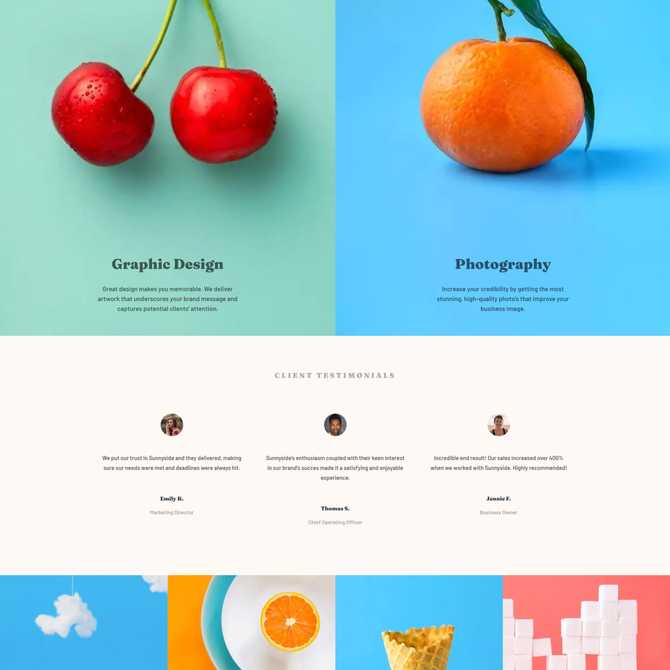 Graphic Design
Great design makes you memorable. We deliver
artwork that underscores your brand message and
captures potential clients' attention.
Photography
Increase your credibility by getting the most
stunning, high-quality photo's that improve your
business image.
CLIENT TESTIMONIALS
We put our trust in Sunnyside and they delivered, making
sure our needs were met and deadlines were always hit.
Emily R.
Marketing Director
Sunnyside's enthusiasm coupled with their keen interest
in our brand's succes made it a satisfying and enjoyable
experience.
Thomas S.
Chief Operating Officer
Incredible end result! Our sales increased over 400%
when we worked with Sunnyside. Highly recommended!
Jennie F.
Business Owner